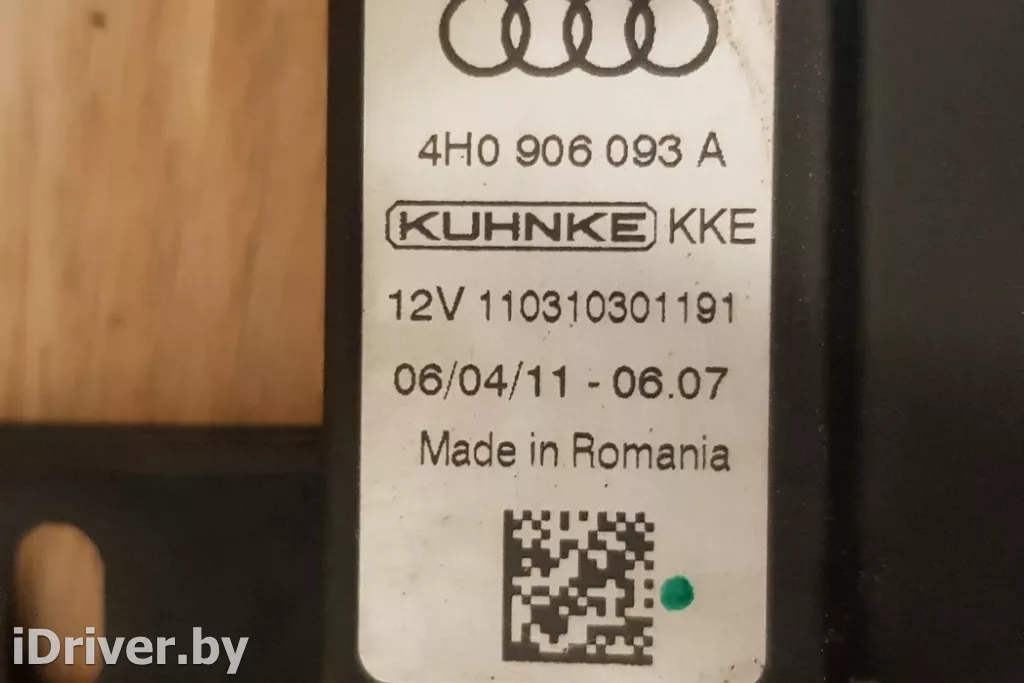 4H0 906 093 A
KUHNKE KKE
12V 110310301191
06/04/11 - 06.07
Made in Romania
iDriver.by